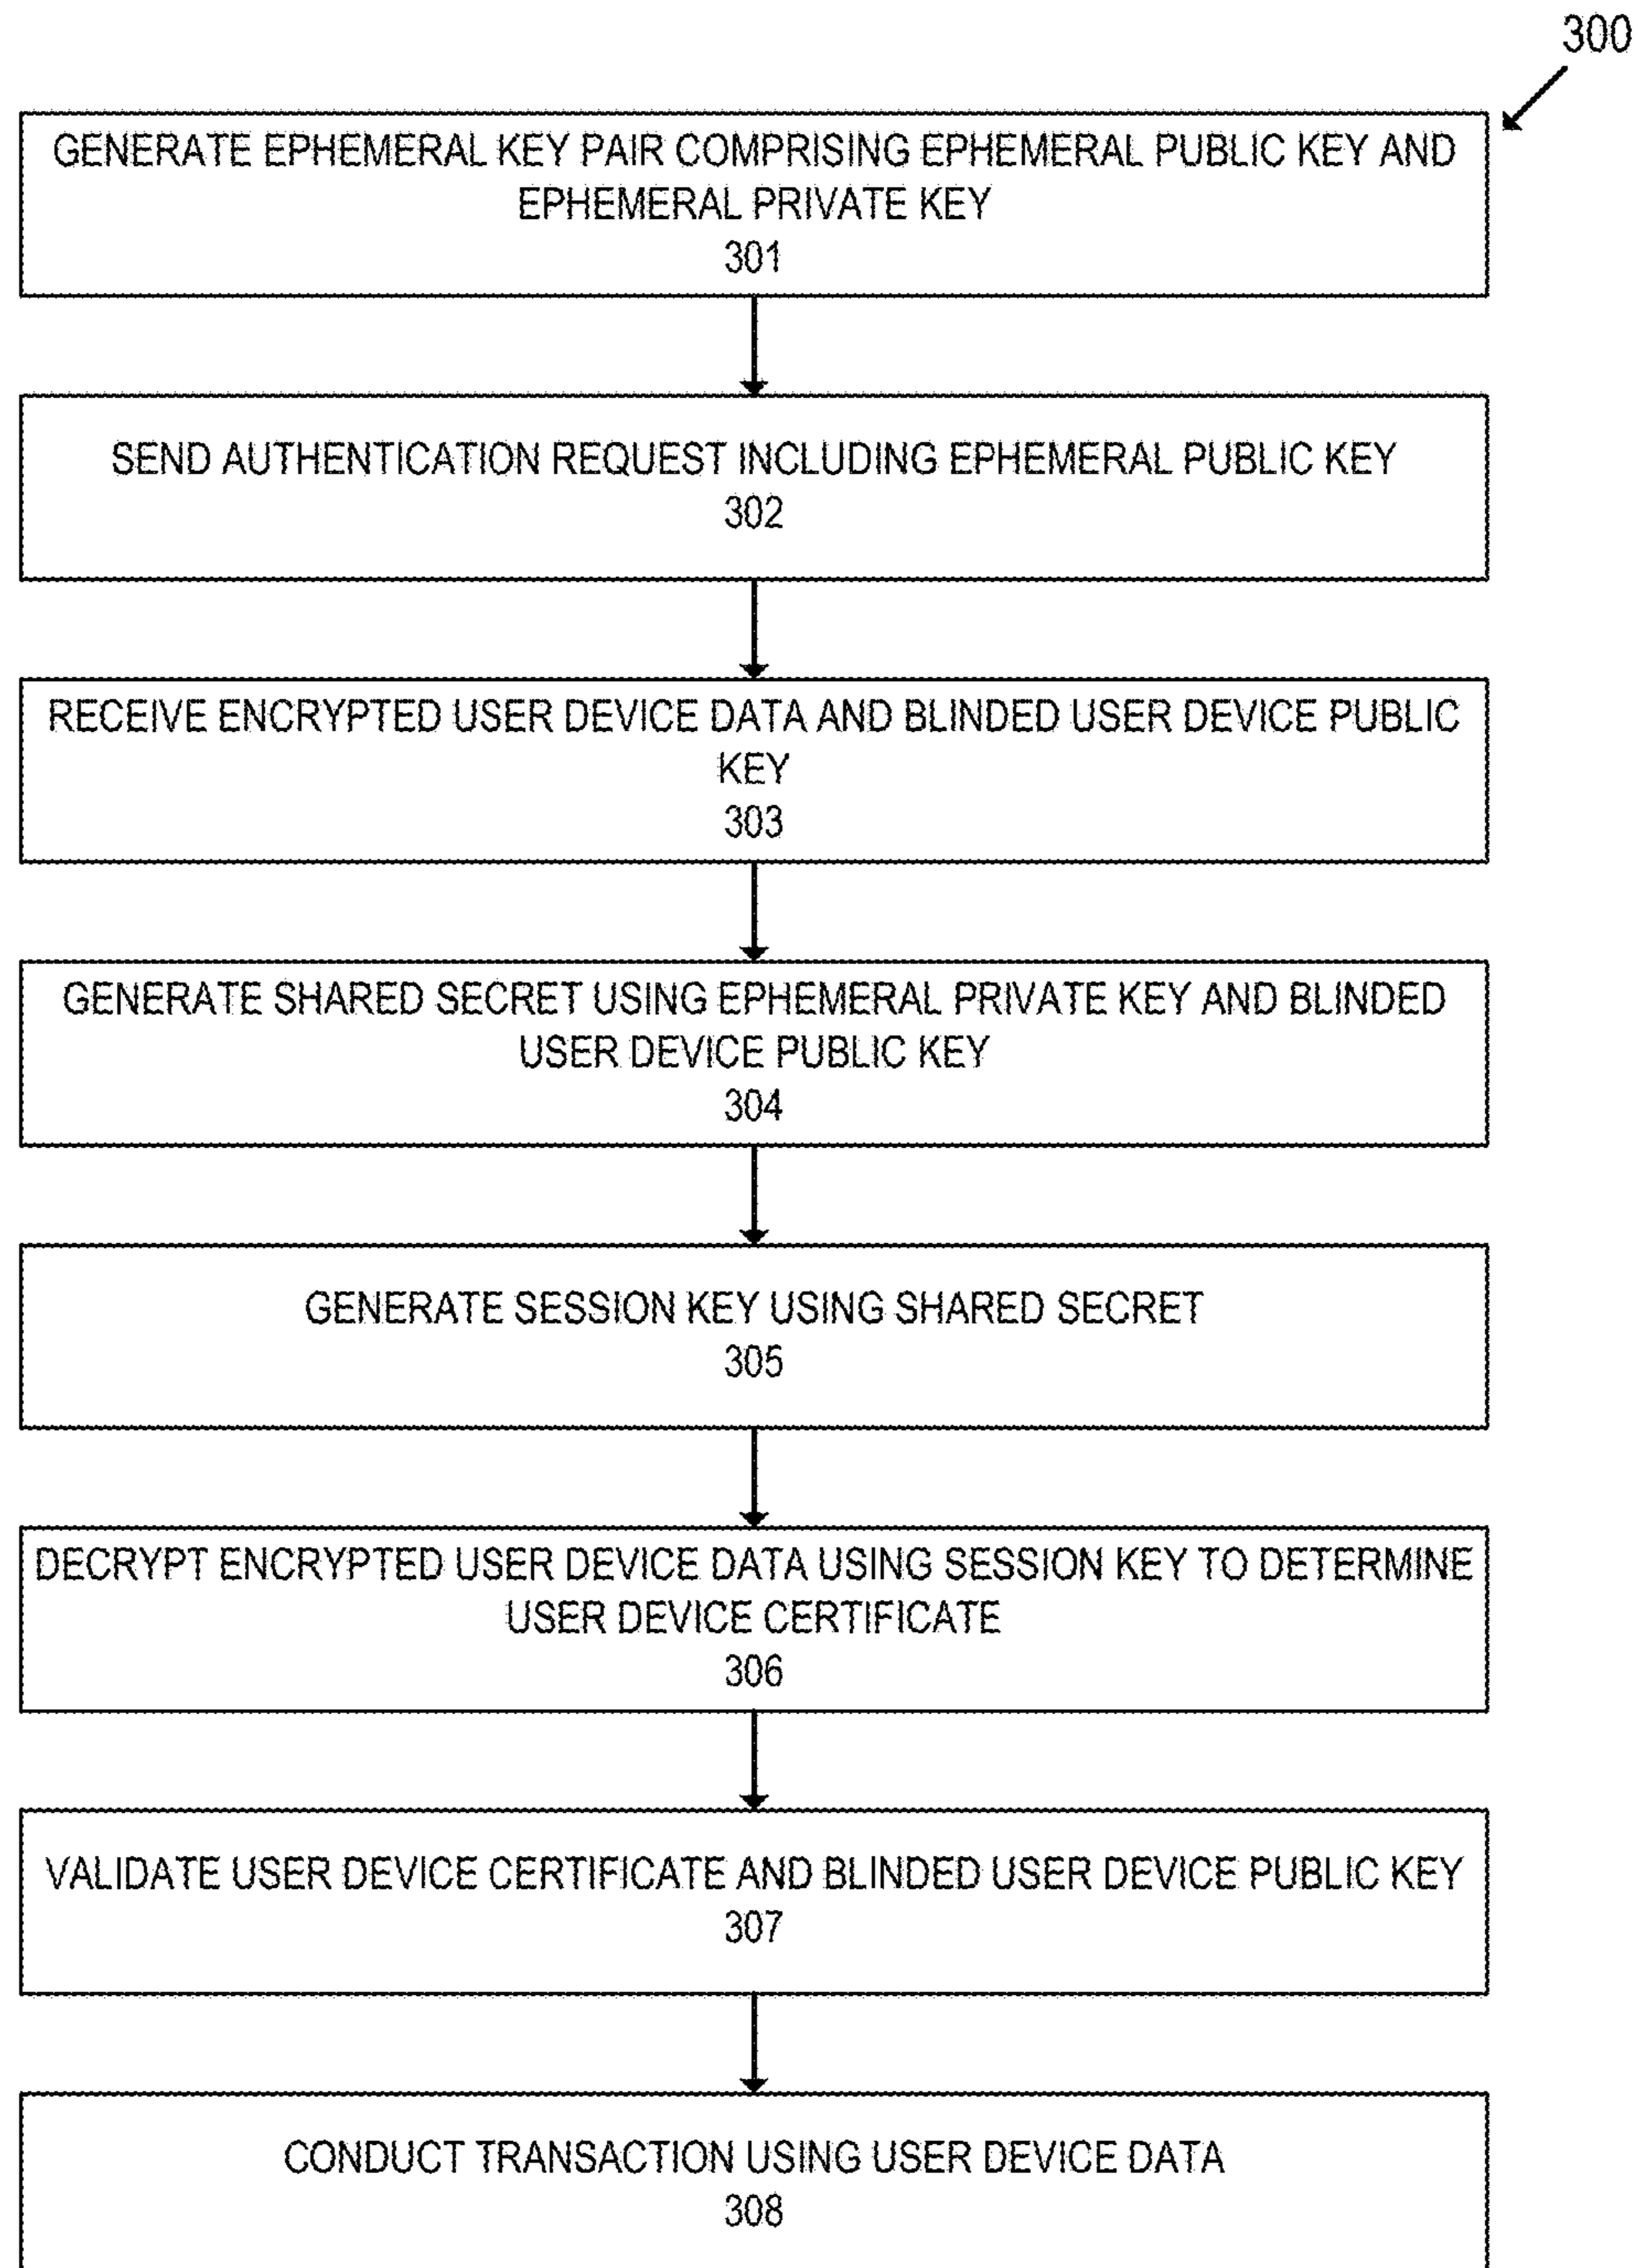 300
GENERATE EPHEMERAL KEY PAIR COMPRISING EPHEMERAL PUBLIC KEY AND
EPHEMERAL PRIVATE KEY
301
SEND AUTHENTICATION REQUEST INCLUDING EPHEMERAL PUBLIC KEY
302
RECEIVE ENCRYPTED USER DEVICE DATA AND BLINDED USER DEVICE PUBLIC
KEY
303
GENERATE SHARED SECRET USING EPHEMERAL PRIVATE KEY AND BLINDED
USER DEVICE PUBLIC KEY
304
GENERATE SESSION KEY USING SHARED SECRET
305
DECRYPT ENCRYPTED USER DEVICE DATA USING SESSION KEY TO DETERMINE
USER DEVICE CERTIFICATE
306
VALIDATE USER DEVICE CERTIFICATE AND BLINDED USER DEVICE PUBLIC KEY
307
CONDUCT TRANSACTION USING USER DEVICE DATA
308